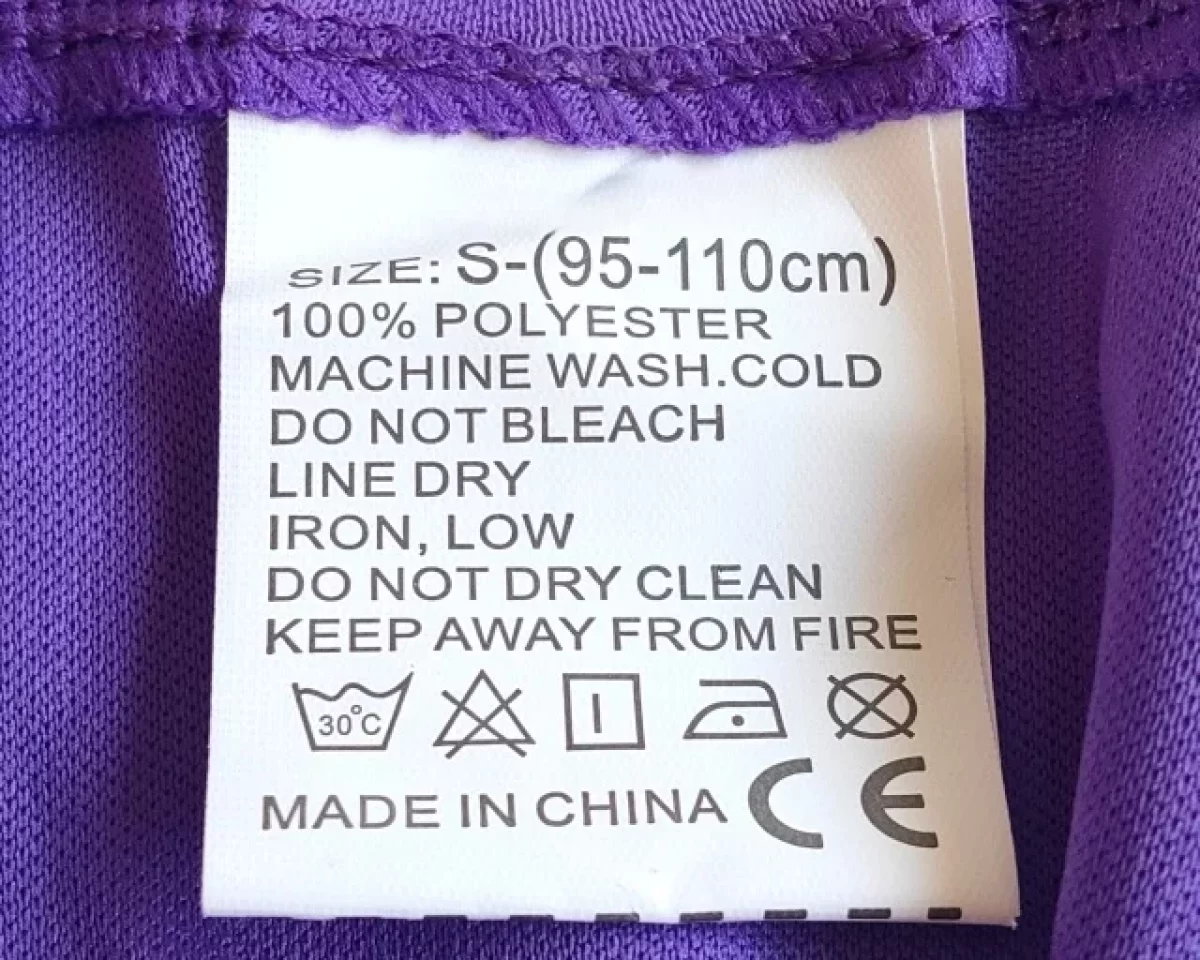 SIZE: S-(95-110cm)
100% POLYESTER
MACHINE WASH.COLD
DO NOT BLEACH
LINE DRY
IRON, LOW
DO NOT DRY CLEAN
KEEP AWAY FROM FIRE
30°C
MADE IN CHINA CE